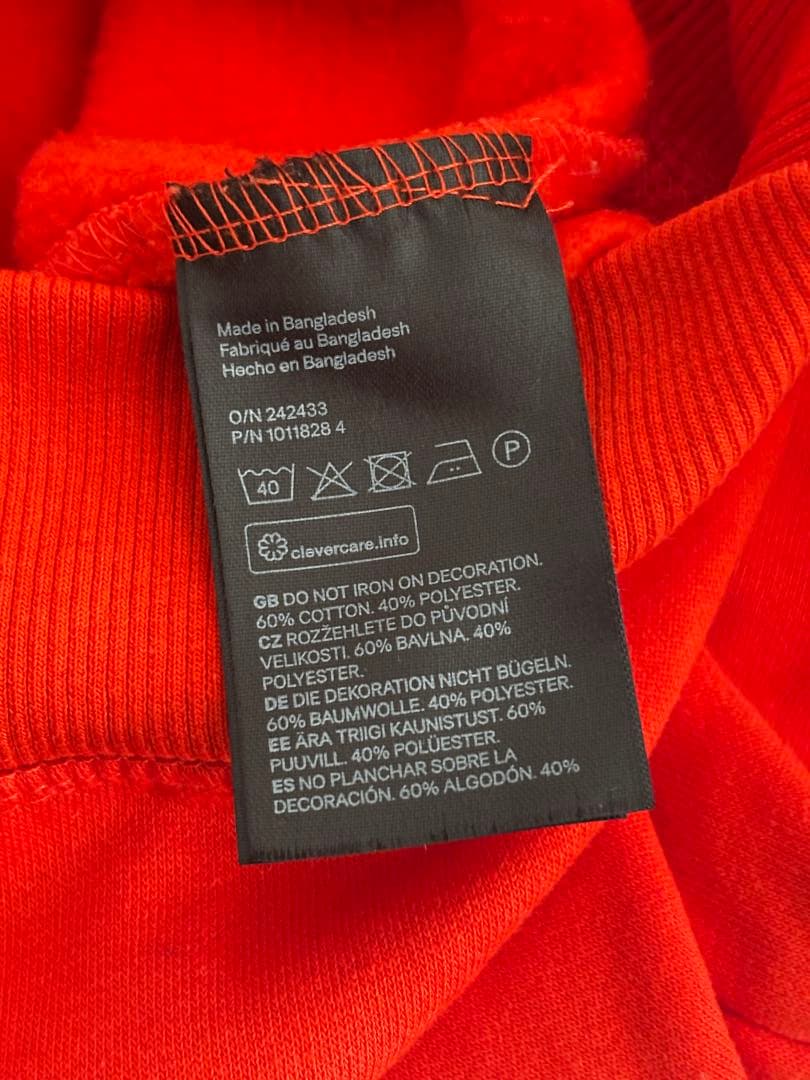 Made in Bangladesh
Fabriqué au Bangladesh
Hecho en Bangladesh
O/N 242433
P/N 1011828 4
40 P
clevercare.info
GB DO NOT IRON ON DECORATION.
60% COTTON. 40% POLYESTER.
CZ ROZŽEHLETE DO PŮVODNÍ
VELIKOSTI. 60% BAVLNA. 40%
POLYESTER.
DE DIE DEKORATION NICHT BÜGELN.
60% BAUMWOLLE. 40% POLYESTER.
EE ÄRA TRIIGI KAUNISTUST. 60%
PUUVILL. 40% POLÜESTER.
ES NO PLANCHAR SOBRE LA
DECORACIÓN. 60% ALGODÓN. 40%